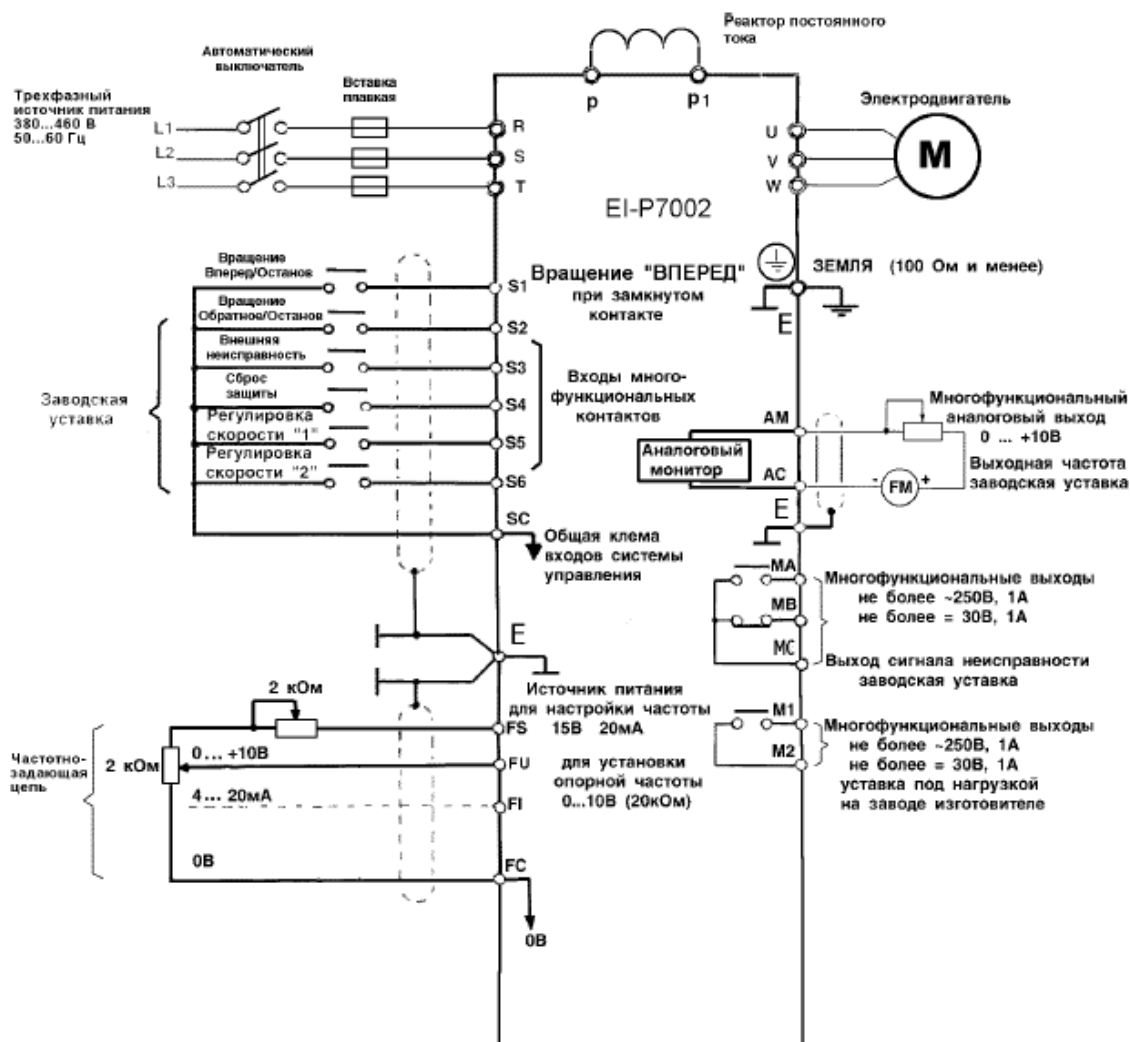 Реактор постоянного
тока
Автоматический
выключатель
Вставка
плавкая
Трехфазный
источник питания
380...460 В
50...60 Гц
L1
L2
L3
R
S
T
p
p1
Электродвигатель
U
V
W
M
EI-P7002
Вращение
Вперед/Останов
S1
Вращение "ВПЕРЕД"
при замкнутом
контакте
ЗЕМЛЯ (100 Ом и менее)
E
Вращение
Обратное/Останов
S2
Внешняя
неисправность
S3
Сброс
защиты
S4
Регулировка
скорости "1"
S5
Регулировка
скорости "2"
S6
SC
Заводская
уставка
Входы много-
функциональных
контактов
Общая клема
входов системы
управления
AM
Аналоговый
монитор
AC
E
Многофункциональный
аналоговый выход
0 ... +10В
Выходная частота
заводская уставка
- FM +
MA
MB
MC
Многофункциональные выходы
не более ~250В, 1А
не более = 30В, 1А
Выход сигнала неисправности
заводская уставка
E
Источник питания
для настройки частоты
15В 20мА
2 кОм
FS
Частотно-
задающая
цепь
2 кОм
0... +10В
FU
для установки
опорной частоты
0...10В (20кОм)
4... 20мА
FI
0В
FC
0В
M1
M2
Многофункциональные выходы
не более ~250В, 1А
не более = 30В, 1А
уставка под нагрузкой
на заводе изготовителе